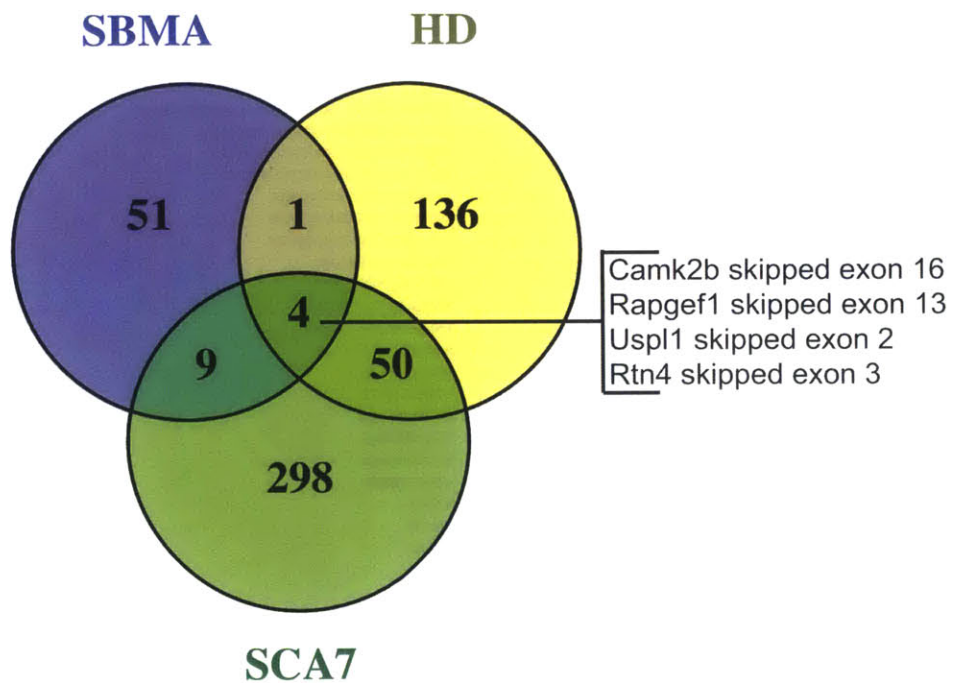 SBMA
HD
51
1
136
4
9
50
298
Camk2b skipped exon 16
Rapgef1 skipped exon 13
Uspl1 skipped exon 2
Rtn4 skipped exon 3
SCA7